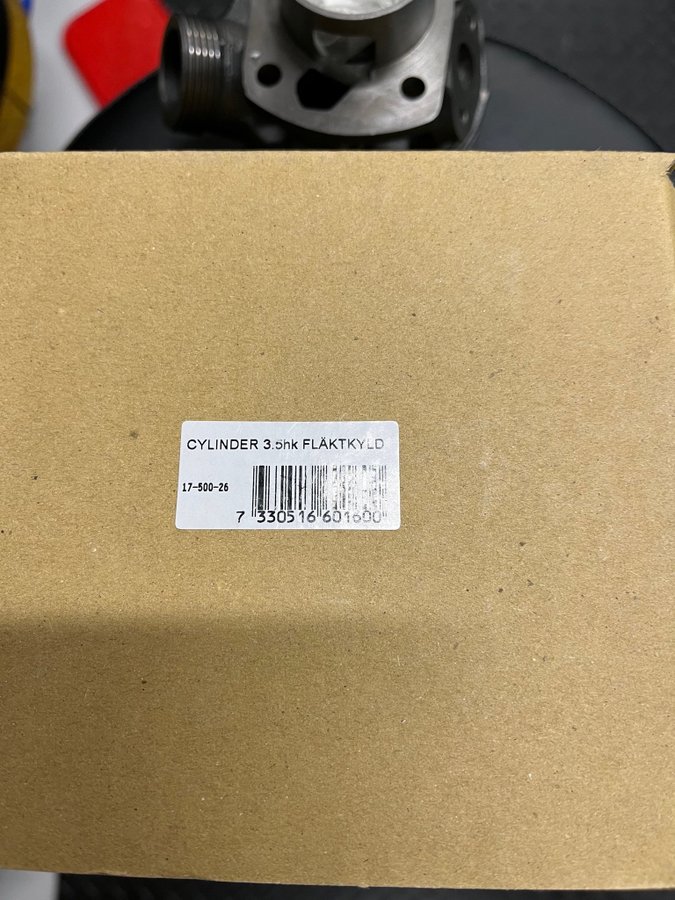 CYLINDER 3.5hk FLÄKTKYLD
17-500-26
7 330516 601600